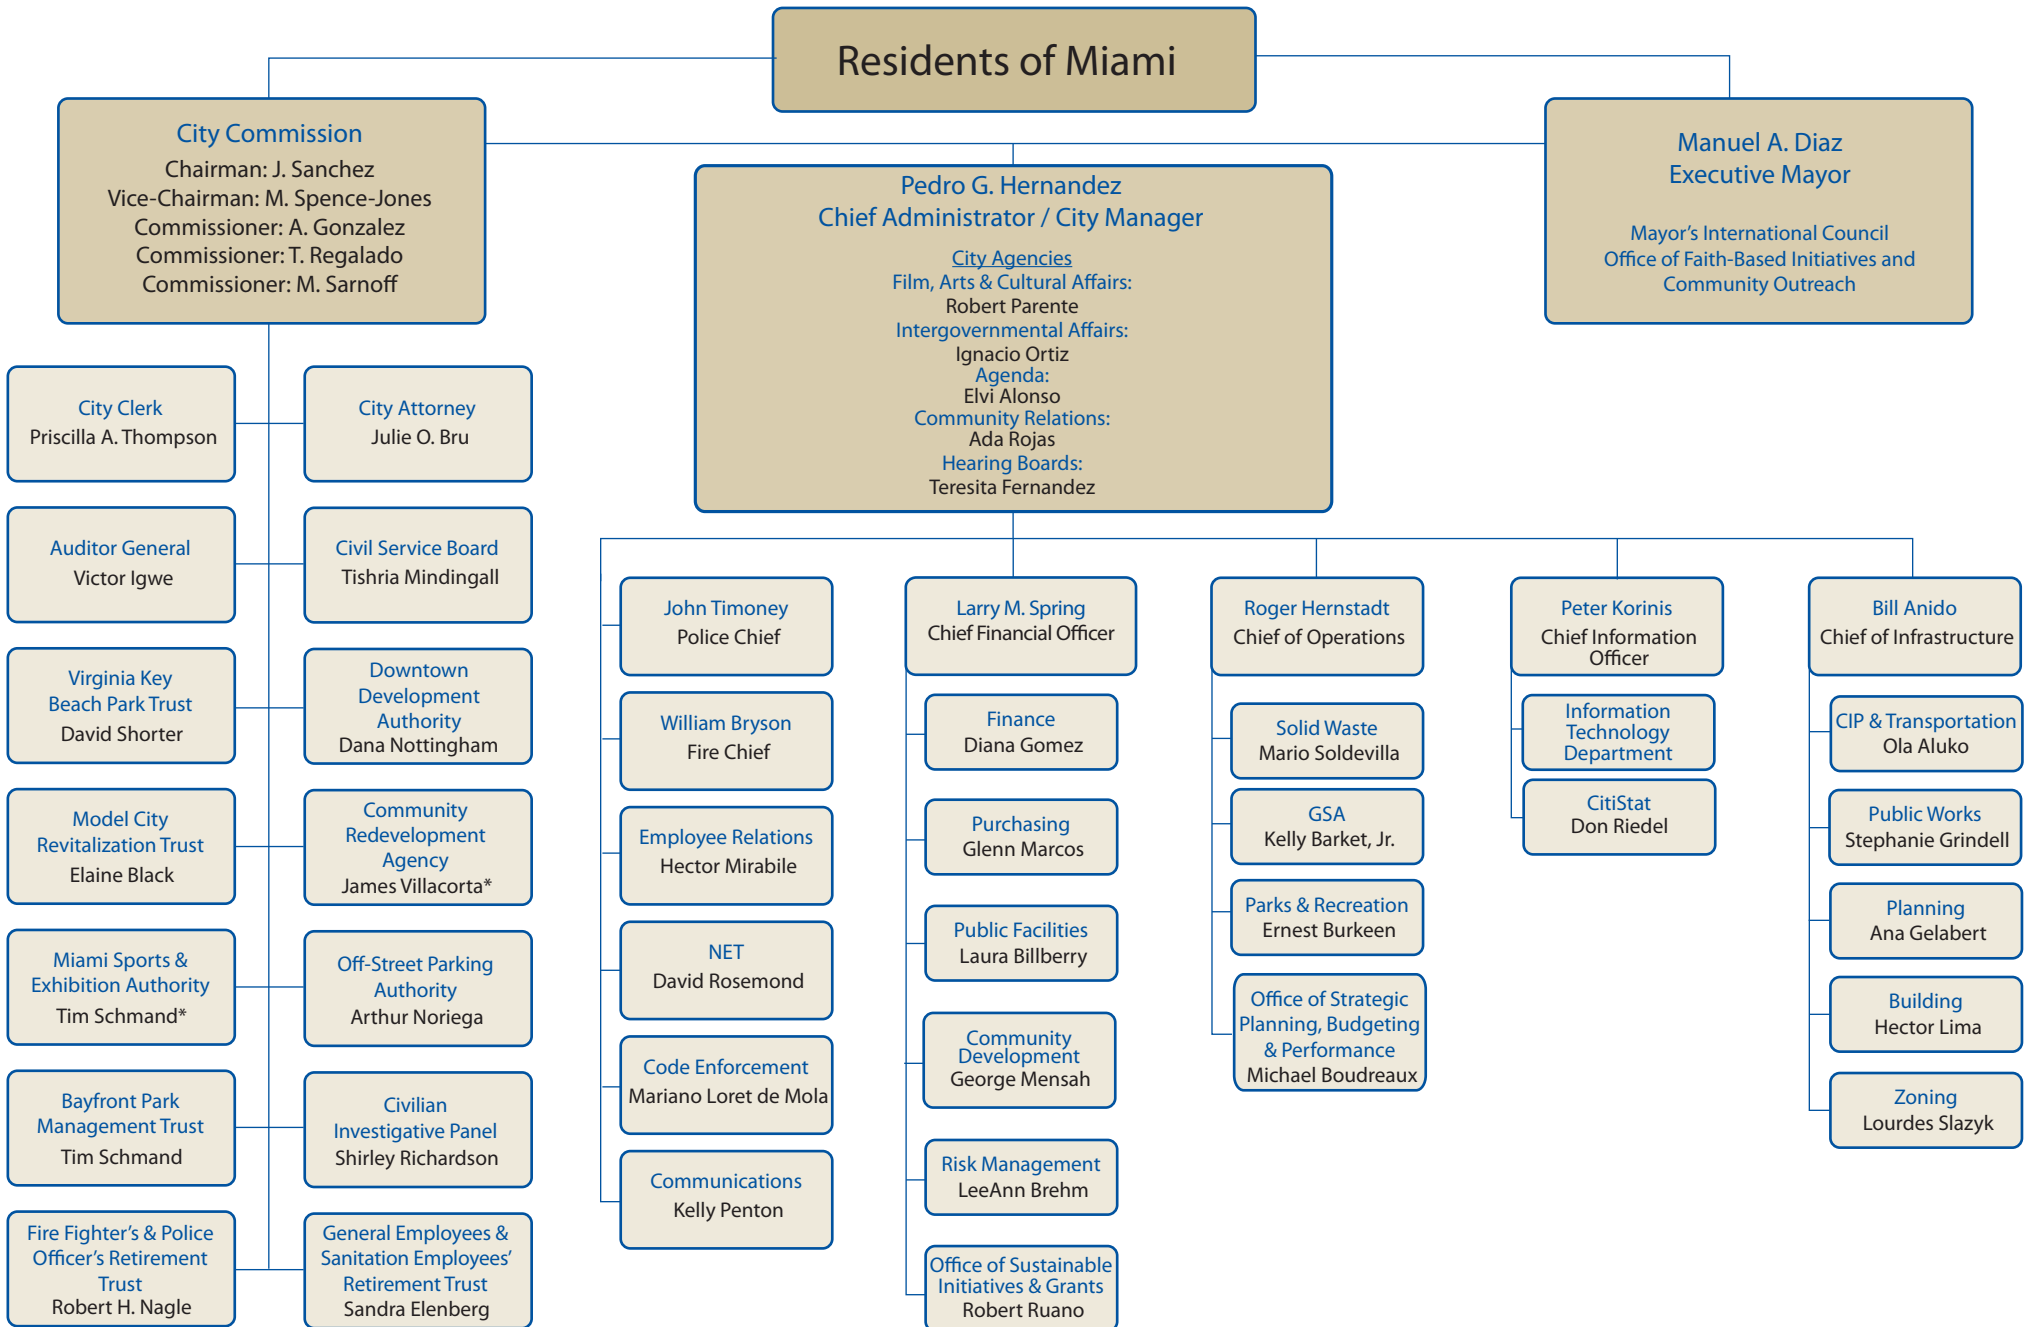 Residents of Miami
City Commission
Chairman: J. Sanchez
Vice-Chairman: M. Spence-Jones
Commissioner: A. Gonzalez
Commissioner: T. Regalado
Commissioner: M. Sarnoff
Pedro G. Hernandez
Chief Administrator / City Manager
City Agencies
Film, Arts & Cultural Affairs:
Robert Parente
Intergovernmental Affairs:
Ignacio Ortiz
Agenda:
Elvi Alonso
Community Relations:
Ada Rojas
Hearing Boards:
Teresita Fernandez
Manuel A. Diaz
Executive Mayor
Mayor’s International Council
Office of Faith-Based Initiatives and
Community Outreach
City Clerk
Priscilla A. Thompson
City Attorney
Julie O. Bru
Auditor General
Victor Igwe
Civil Service Board
Tishria Mindingall
Virginia Key
Beach Park Trust
David Shorter
Downtown
Development
Authority
Dana Nottingham
Model City
Revitalization Trust
Elaine Black
Community
Redevelopment
Agency
James Villacorta*
Miami Sports &
Exhibition Authority
Tim Schmand*
Off-Street Parking
Authority
Arthur Noriega
Bayfront Park
Management Trust
Tim Schmand
Civilian
Investigative Panel
Shirley Richardson
Fire Fighter’s & Police
Officer’s Retirement
Trust
Robert H. Nagle
General Employees &
Sanitation Employees’
Retirement Trust
Sandra Elenberg
John Timoney
Police Chief
William Bryson
Fire Chief
Employee Relations
Hector Mirabile
NET
David Rosemond
Code Enforcement
Mariano Loret de Mola
Communications
Kelly Penton
Larry M. Spring
Chief Financial Officer
Finance
Diana Gomez
Purchasing
Glenn Marcos
Public Facilities
Laura Billberry
Community
Development
George Mensah
Risk Management
LeeAnn Brehm
Office of Sustainable
Initiatives & Grants
Robert Ruano
Roger Hernstadt
Chief of Operations
Solid Waste
Mario Soldevilla
GSA
Kelly Barket, Jr.
Parks & Recreation
Ernest Burkeen
Office of Strategic
Planning, Budgeting
& Performance
Michael Boudreaux
Peter Korinis
Chief Information
Officer
Information
Technology
Department
CitiStat
Don Riedel
Bill Anido
Chief of Infrastructure
CIP & Transportation
Ola Aluko
Public Works
Stephanie Grindell
Planning
Ana Gelabert
Building
Hector Lima
Zoning
Lourdes Slazyk